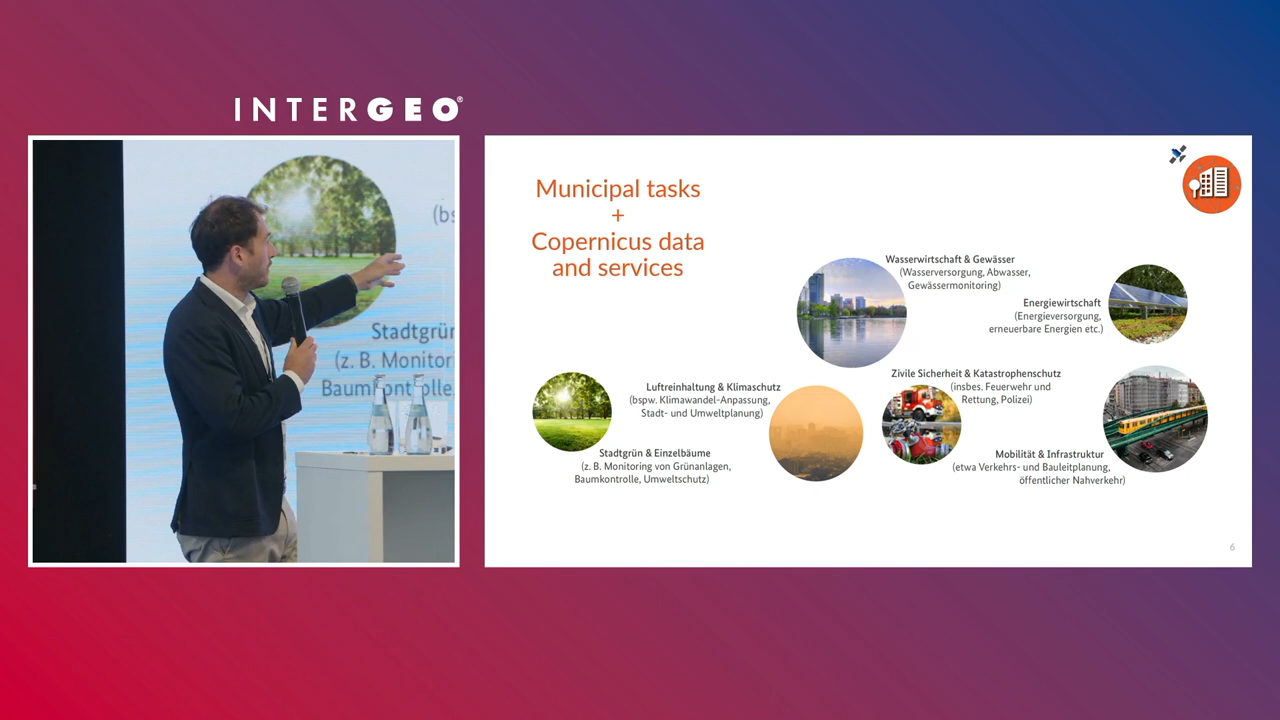 INTERGEO®
(bs
Stadtgrün
(z. B. Monitor
Baumkontrolle,
Municipal tasks
+
Copernicus data
and services
Wasserwirtschaft & Gewässer
(Wasserversorgung, Abwasser,
Gewässermonitoring)
Energiewirtschaft
(Energieversorgung,
erneuerbare Energien etc.)
Zivile Sicherheit & Katastrophenschutz
(insbes. Feuerwehr und
Rettung, Polizei)
Luftreinhaltung & Klimaschutz
(bspw. Klimawandel-Anpassung,
Stadt- und Umweltplanung)
Stadtgrün & Einzelbäume
(z. B. Monitoring von Grünanlagen,
Baumkontrolle, Umweltschutz)
Mobilität & Infrastruktur
(etwa Verkehrs- und Bauleitplanung,
öffentlicher Nahverkehr)
6